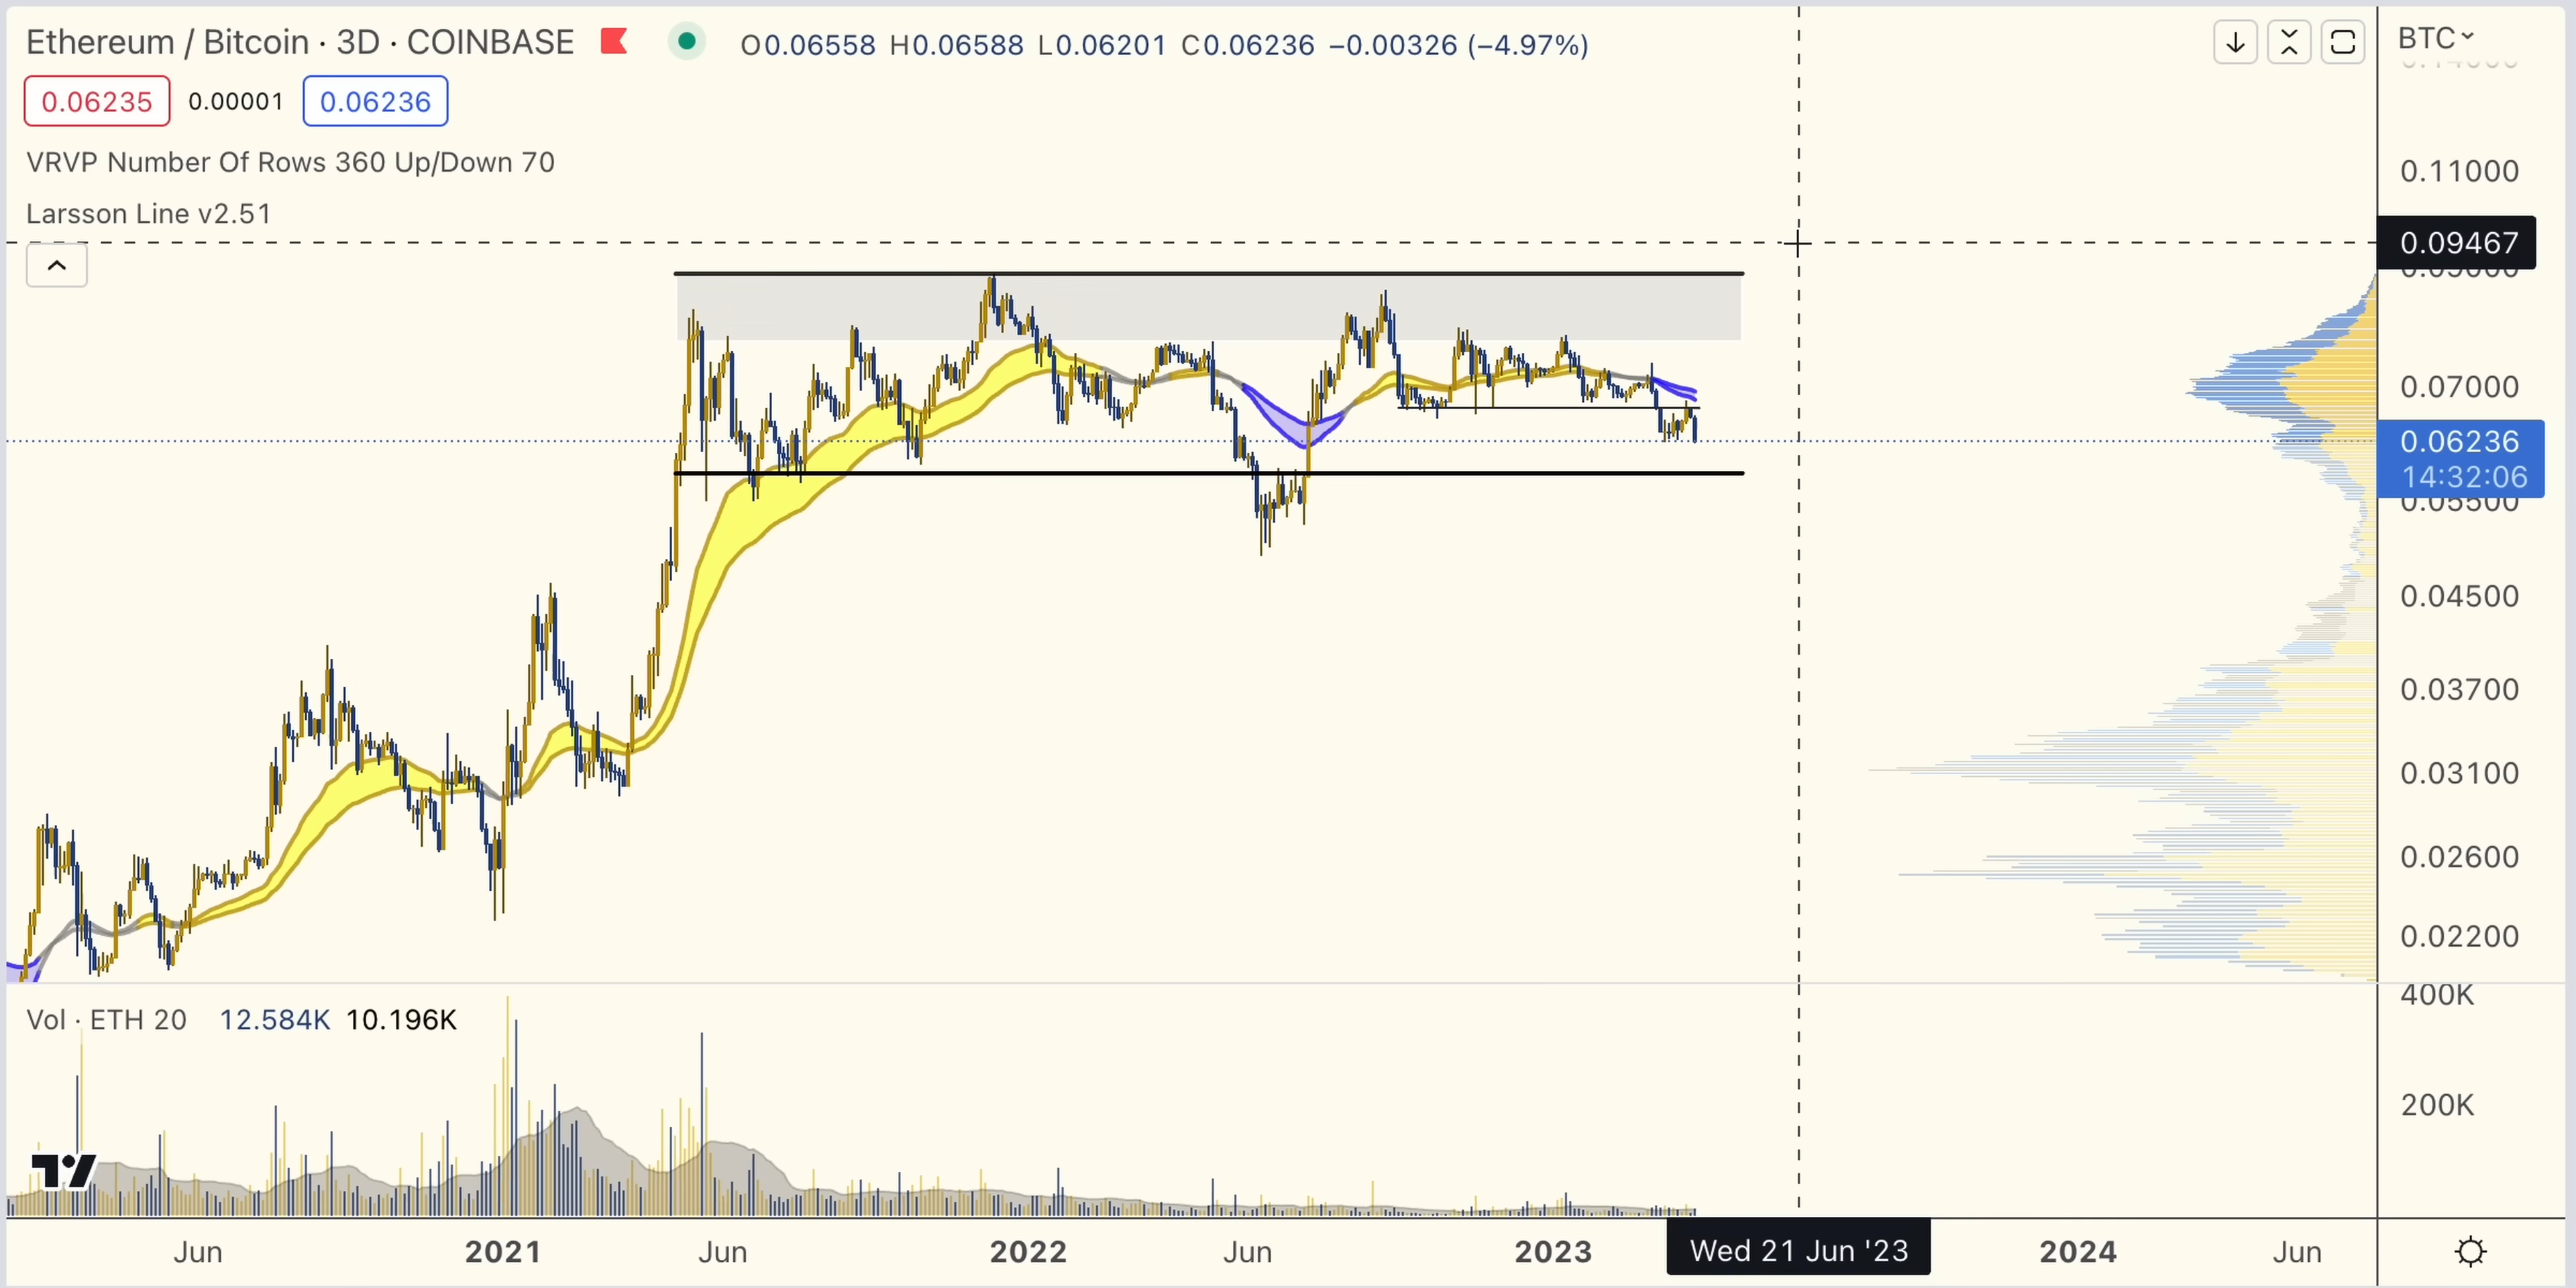 Ethereum / Bitcoin · 3D · COINBASE O0.06558 H0.06588 L0.06201 C0.06236 −0.00326 (−4.97%)
BTC
0.06235 0.00001 0.06236
VRVP Number Of Rows 360 Up/Down 70
Larsson Line v2.51
0.11000
0.09467
0.09000
0.07000
0.06236
14:32:06
0.05500
0.04500
0.03700
0.03100
0.02600
0.02200
Vol · ETH 20 12.584K 10.196K
400K
200K
Jun 2021 Jun 2022 Jun 2023 Wed 21 Jun '23 2024 Jun